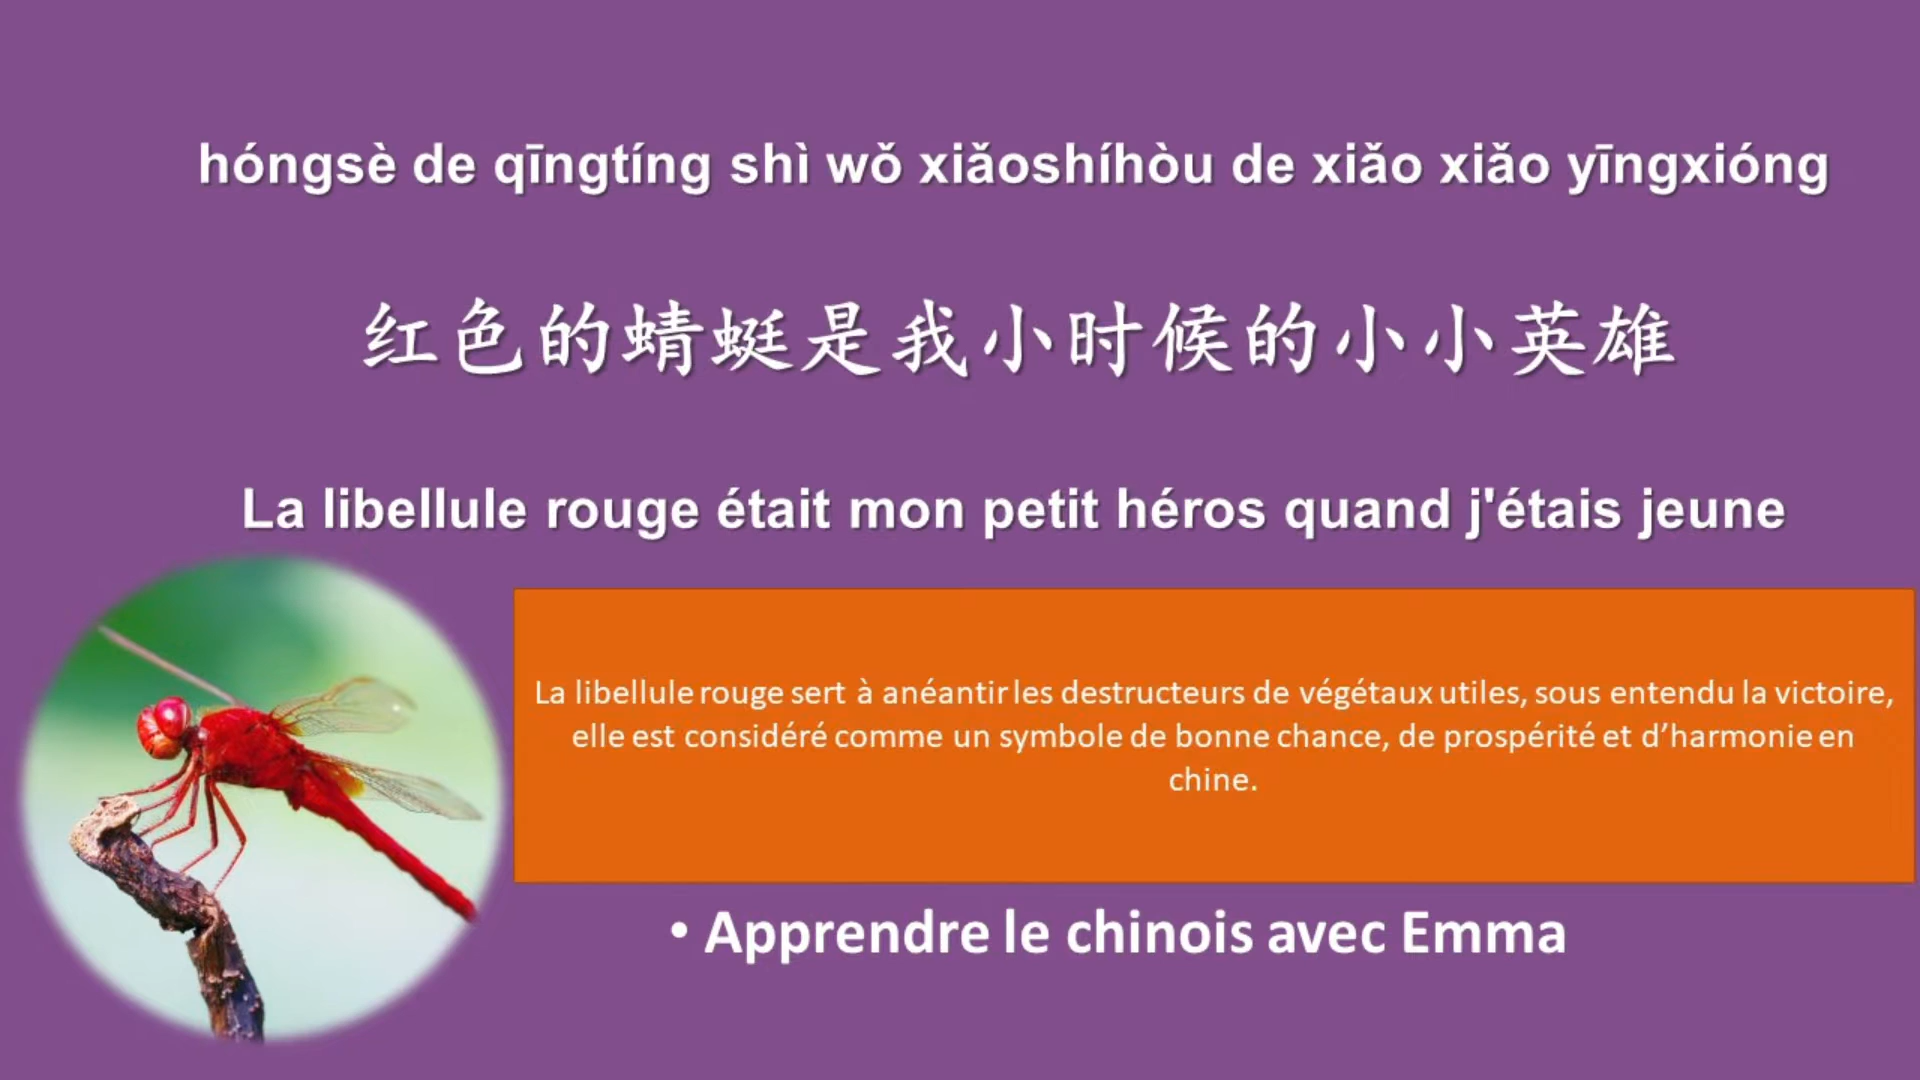 hóngsè de qīngtíng shì wǒ xiǎoshíhòu de xiǎo xiǎo yīngxióng
红色的蜻蜓是我小时候的小小英雄
La libellule rouge était mon petit héros quand j'étais jeune
La libellule rouge sert à anéantir les destructeurs de végétaux utiles, sous entendu la victoire,
elle est considéré comme un symbole de bonne chance, de prospérité et d’harmonie en
chine.
• Apprendre le chinois avec Emma